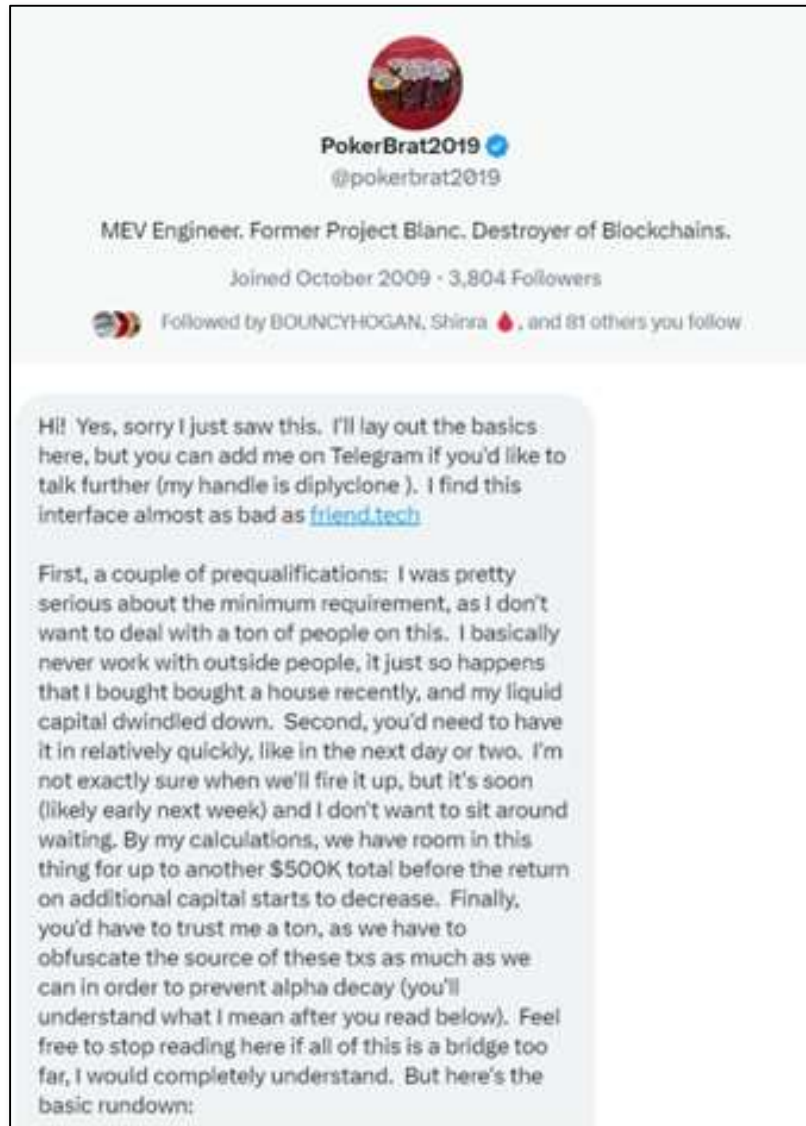 PokerBrat2019
@pokerbrat2019
MEV Engineer. Former Project Blanc. Destroyer of Blockchains.
Joined October 2009 · 3,804 Followers
Followed by BOUNCYHOGAN, Shinra 🩸, and 81 others you follow
Hi!  Yes, sorry I just saw this.  I'll lay out the basics
here, but you can add me on Telegram if you'd like to
talk further (my handle is diplyclone ).  I find this
interface almost as bad as friend.tech
First, a couple of prequalifications:  I was pretty
serious about the minimum requirement, as I don't
want to deal with a ton of people on this.  I basically
never work with outside people, it just so happens
that I bought bought a house recently, and my liquid
capital dwindled down.  Second, you'd need to have
it in relatively quickly, like in the next day or two.  I'm
not exactly sure when we'll fire it up, but it's soon
(likely early next week) and I don't want to sit around
waiting. By my calculations, we have room in this
thing for up to another $500K total before the return
on additional capital starts to decrease.  Finally,
you'd have to trust me a ton, as we have to
obfuscate the source of these txs as much as we
can in order to prevent alpha decay (you'll
understand what I mean after you read below).  Feel
free to stop reading here if all of this is a bridge too
far, I would completely understand.  But here's the
basic rundown: